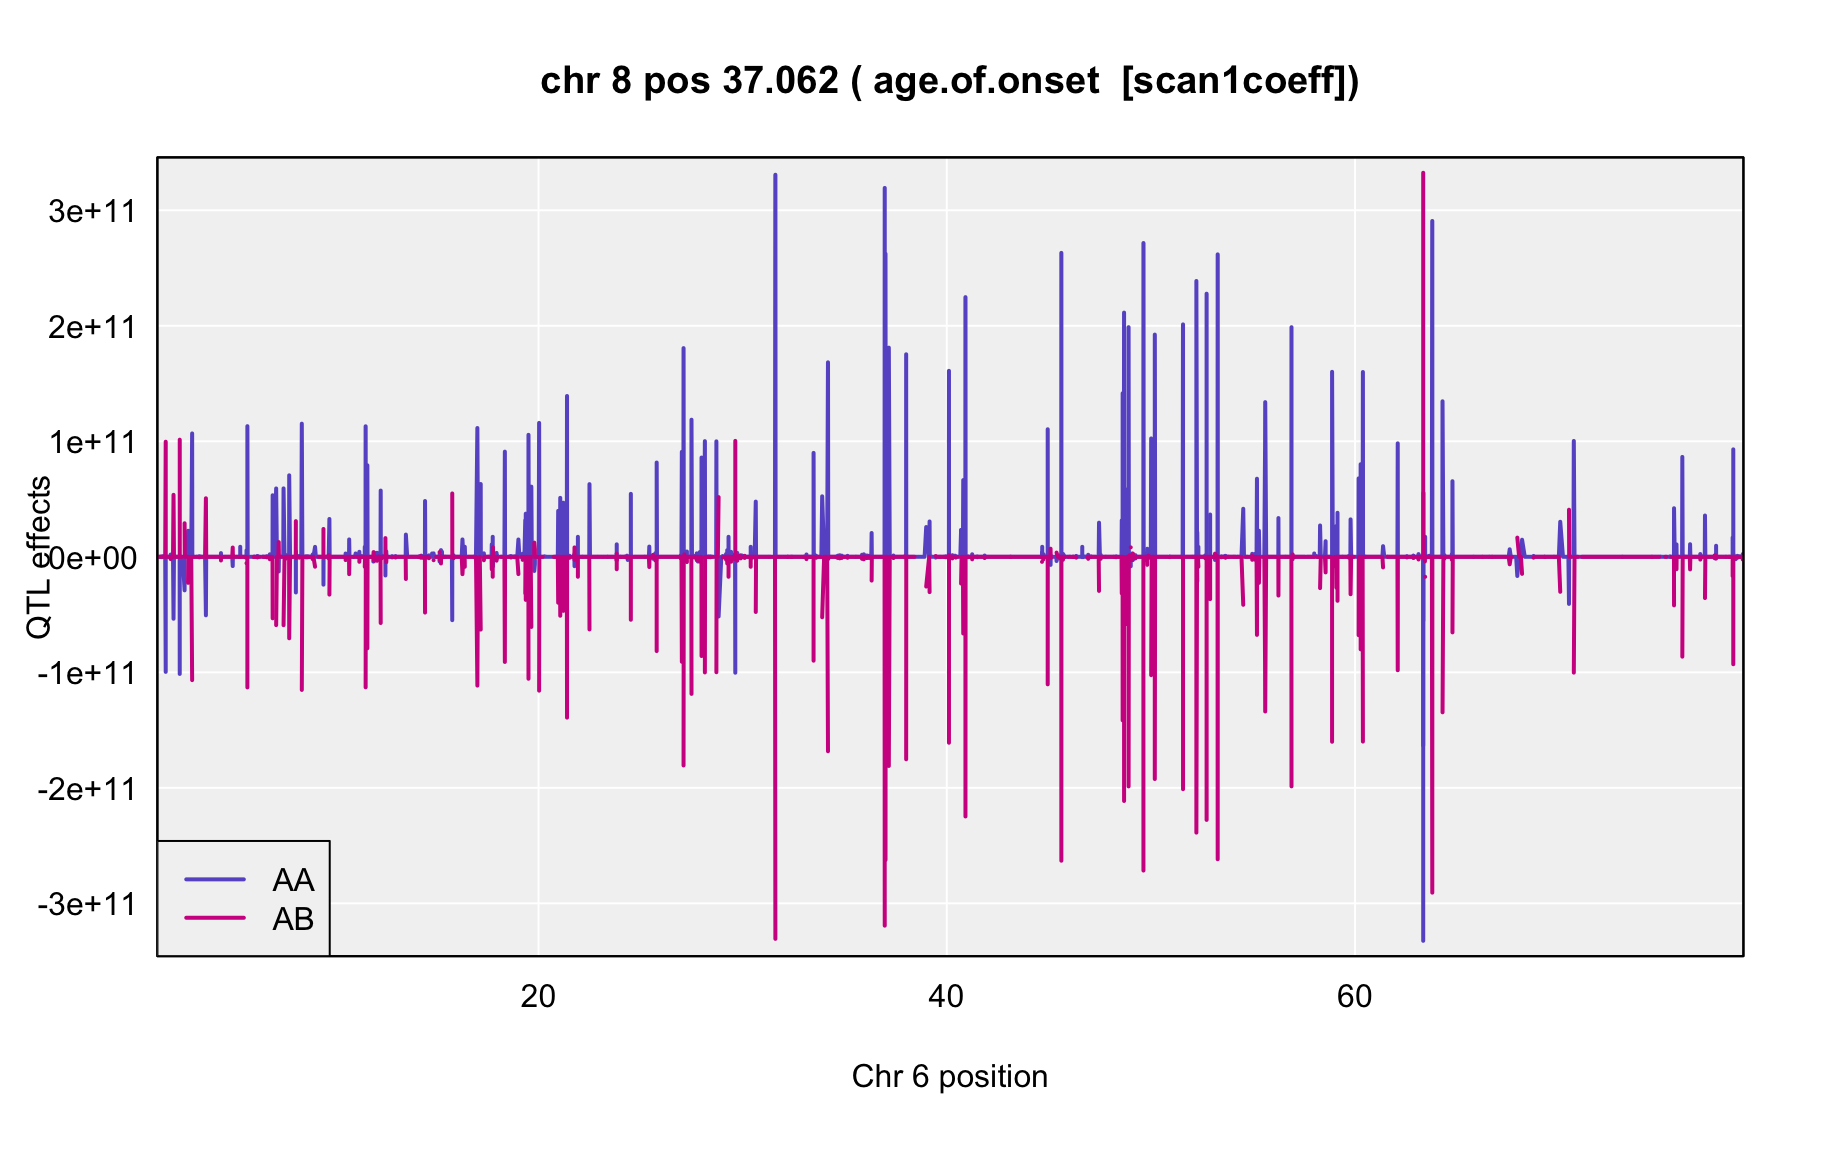 chr 8 pos 37.062 ( age.of.onset  [scan1coeff])
QTL effects
3e+11
2e+11
1e+11
0e+00
-1e+11
-2e+11
-3e+11
AA
AB
20 40 60
Chr 6 position